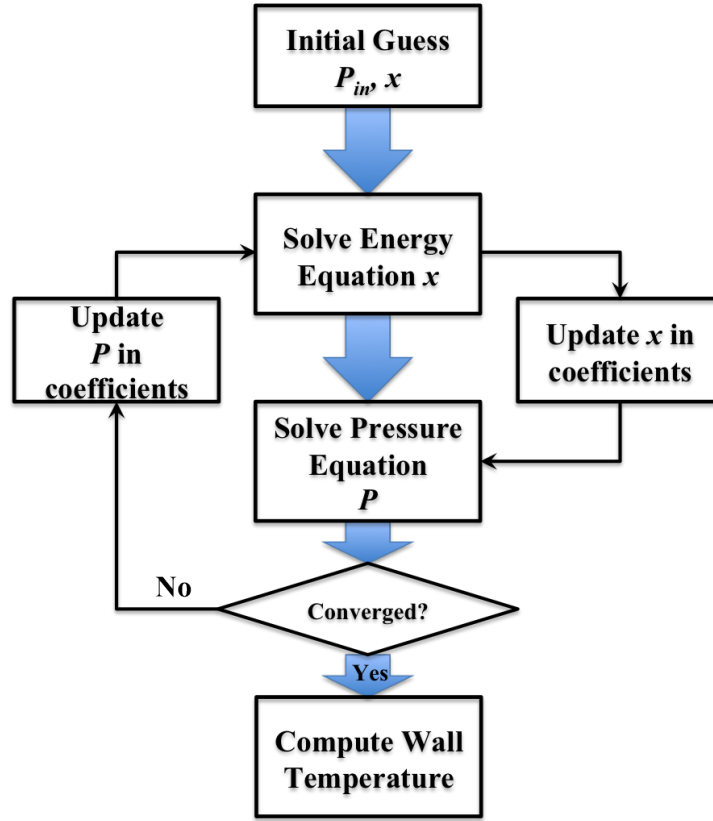 Initial Guess
P_in, x
Solve Energy
Equation x
Update
P in
coefficients
Update x in
coefficients
Solve Pressure
Equation
P
No
Converged?
Yes
Compute Wall
Temperature